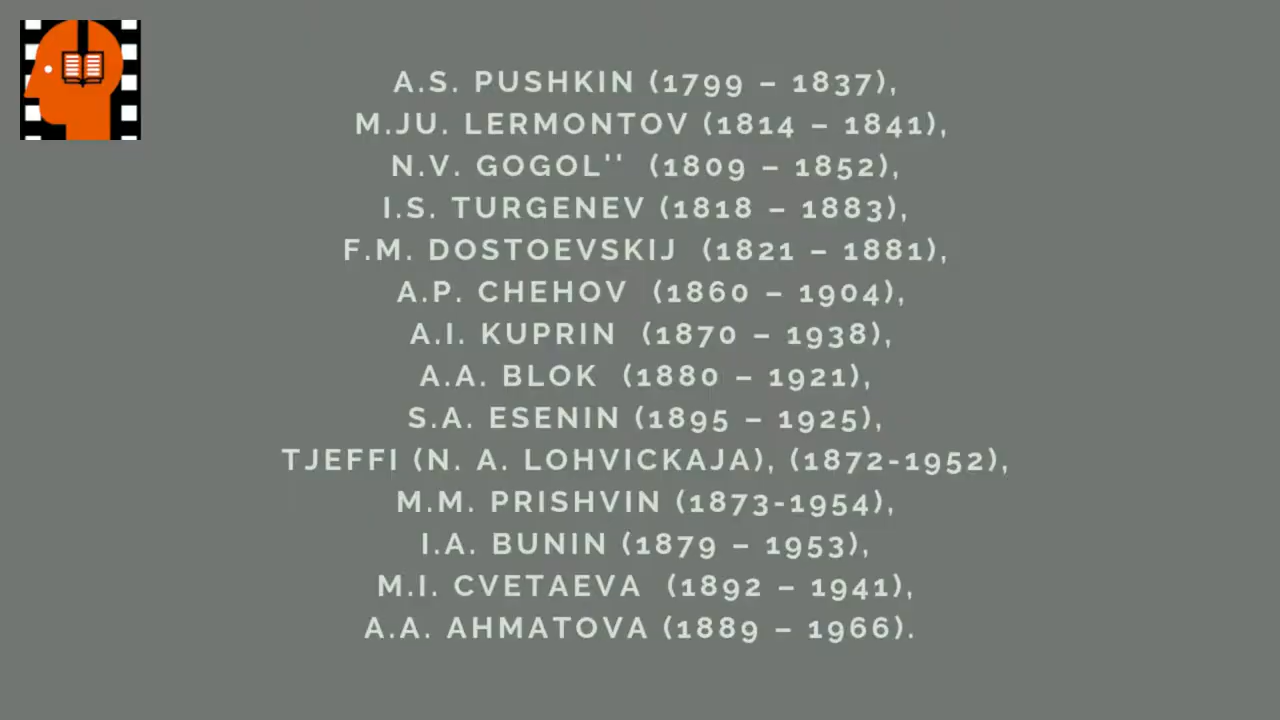 A.S. PUSHKIN (1799 – 1837),
M.JU. LERMONTOV (1814 – 1841),
N.V. GOGOL'' (1809 – 1852),
I.S. TURGENEV (1818 – 1883),
F.M. DOSTOEVSKIJ (1821 – 1881),
A.P. CHEHOV (1860 – 1904),
A.I. KUPRIN (1870 – 1938),
A.A. BLOK (1880 – 1921),
S.A. ESENIN (1895 – 1925),
TJEFFI (N. A. LOHVICKAJA), (1872-1952),
M.M. PRISHVIN (1873-1954),
I.A. BUNIN (1879 – 1953),
M.I. CVETAEVA (1892 – 1941),
A.A. AHMATOVA (1889 – 1966).